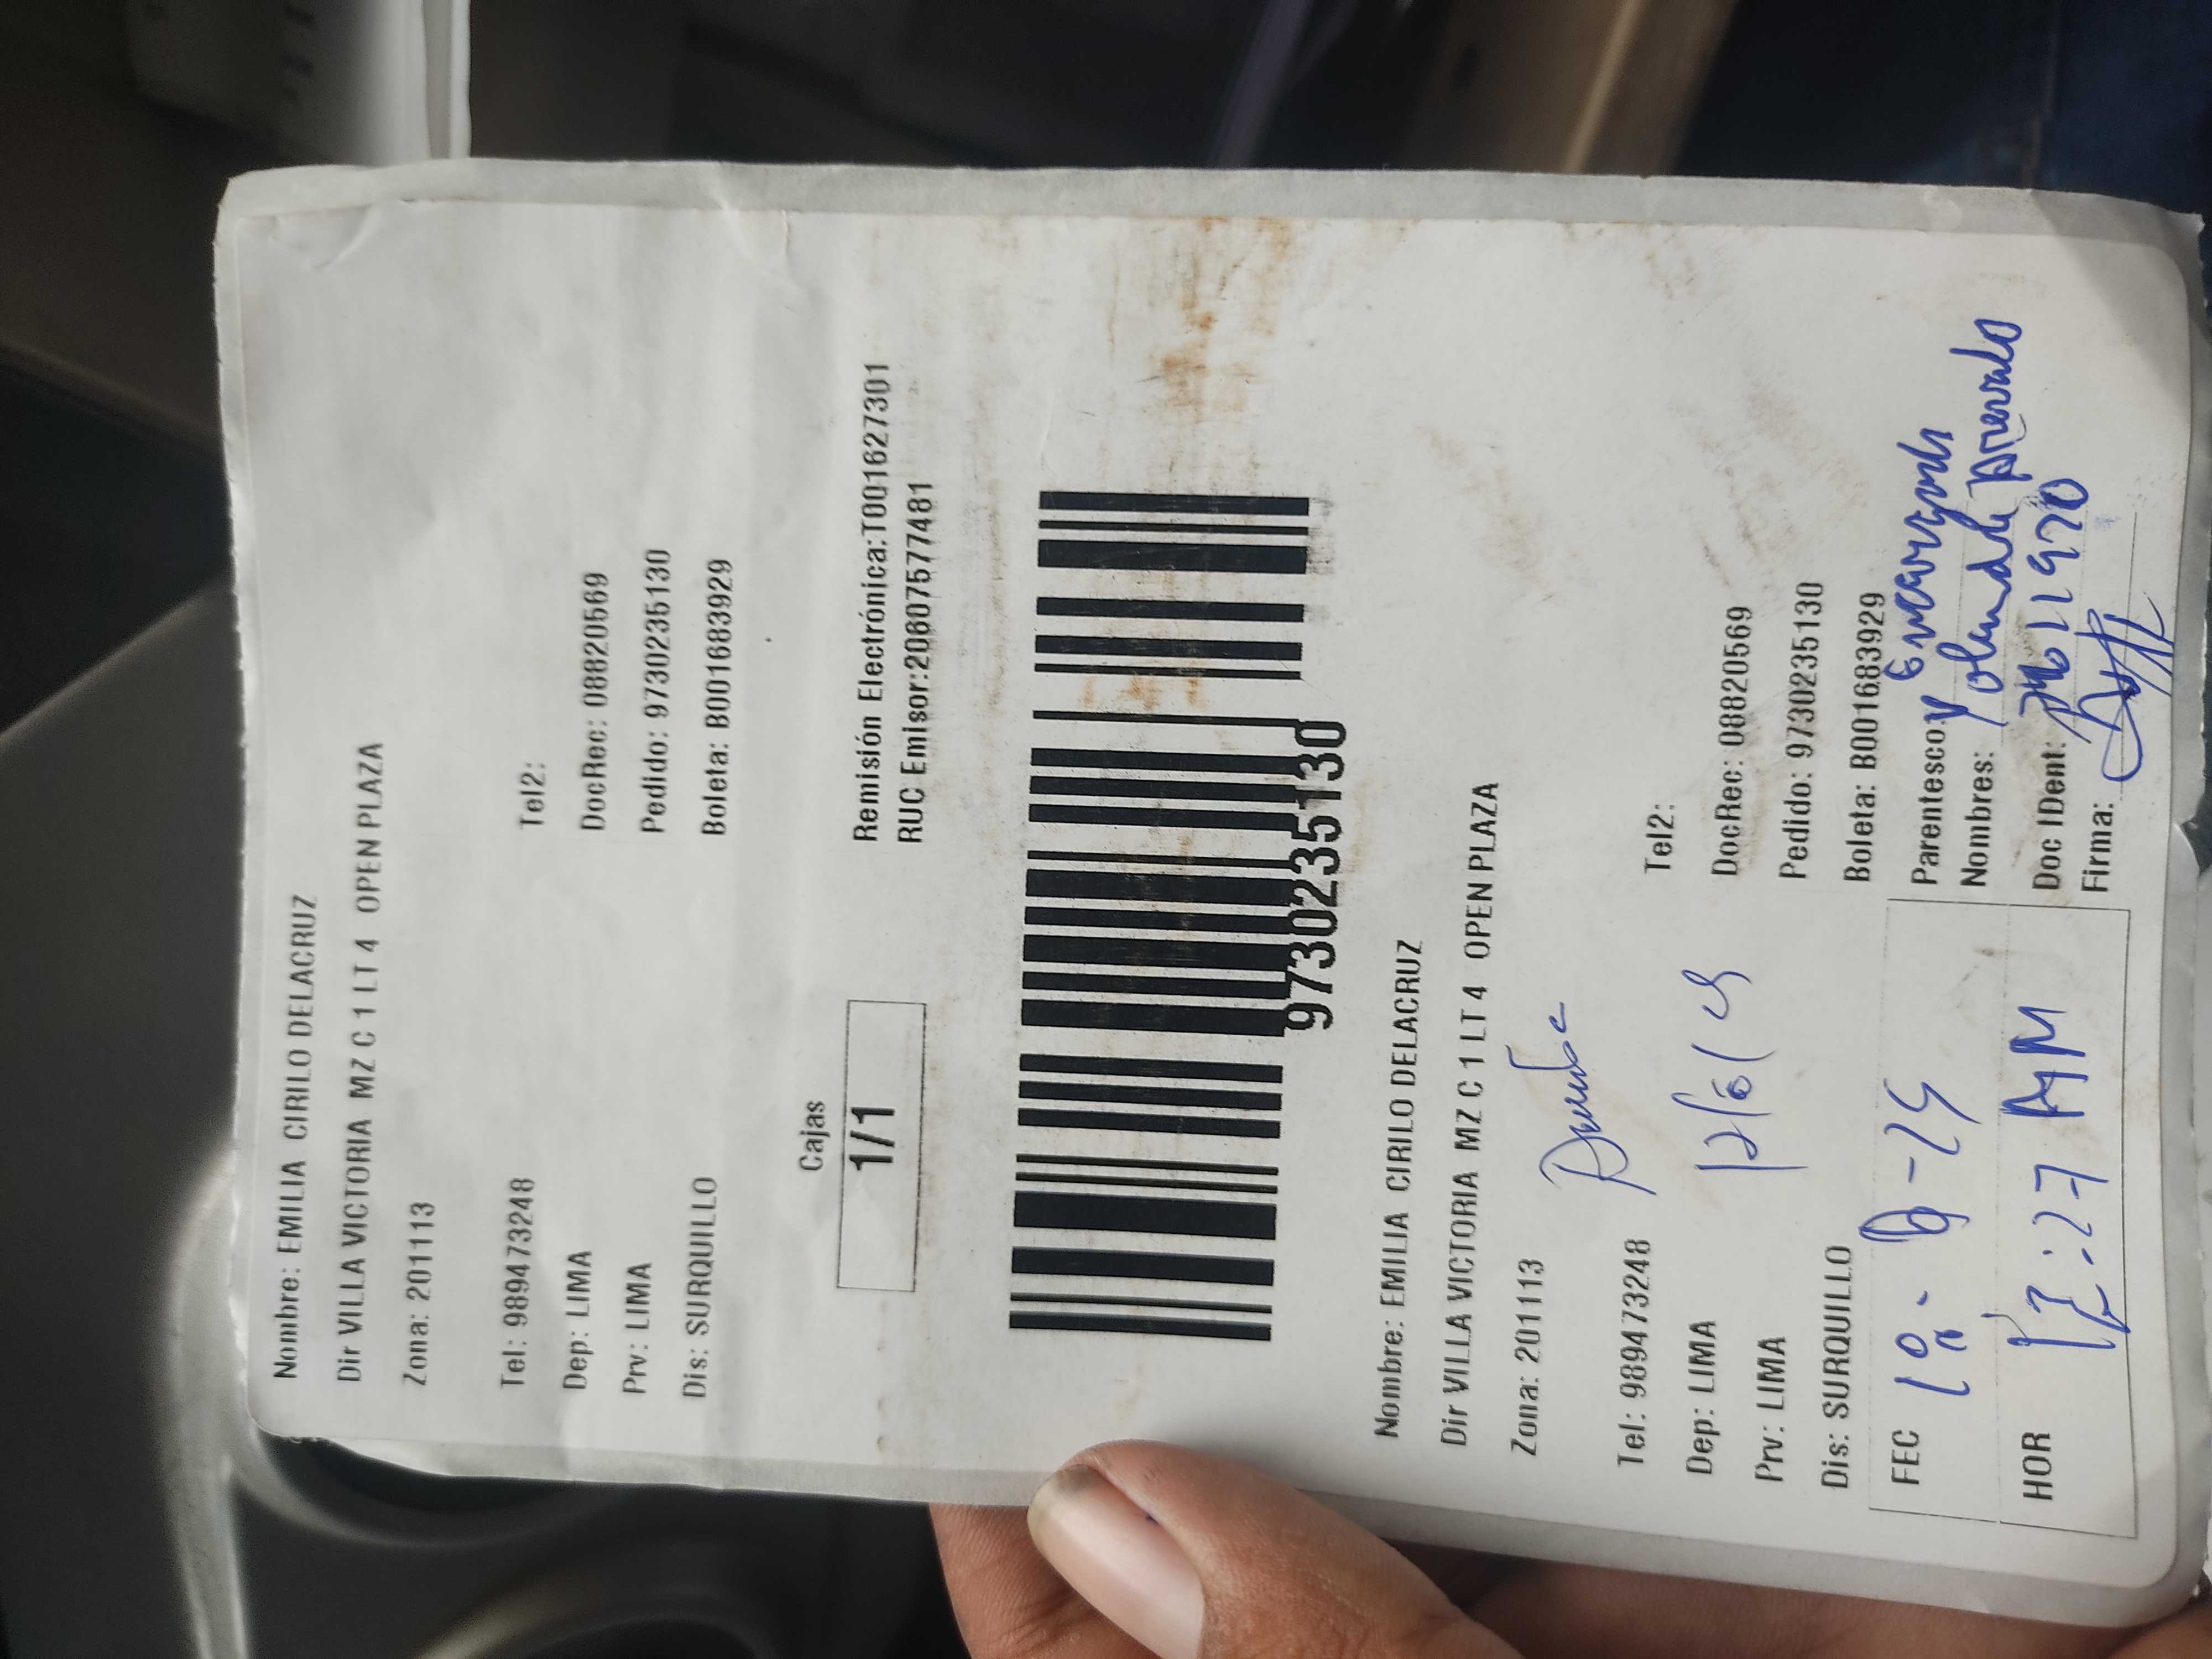 Nombre: EMILIA CIRILO DELACRUZ
Dir VILLA VICTORIA MZ C 1 LT 4 OPEN PLAZA
Zona: 201113
Tel: 989473248 Tel2:
Dep: LIMA DocRec: 08820569
Prv: LIMA Pedido: 9730235130
Dis: SURQUILLO Boleta: B001683929
Cajas
1/1
Remisión Electrónica:T001627301
RUC Emisor:20607577481
9730235130
Nombre: EMILIA CIRILO DELACRUZ
Dir VILLA VICTORIA MZ C 1 LT 4 OPEN PLAZA
Zona: 201113
Tel: 989473248 Tel2:
Dep: LIMA DocRec: 08820569
Prv: LIMA Pedido: 9730235130
Dis: SURQUILLO Boleta: B001683929
FEC Parentesco: Encargada
Nombres: Yolanda Arevalo
HOR 12:27 AM Doc IDent:
Firma: